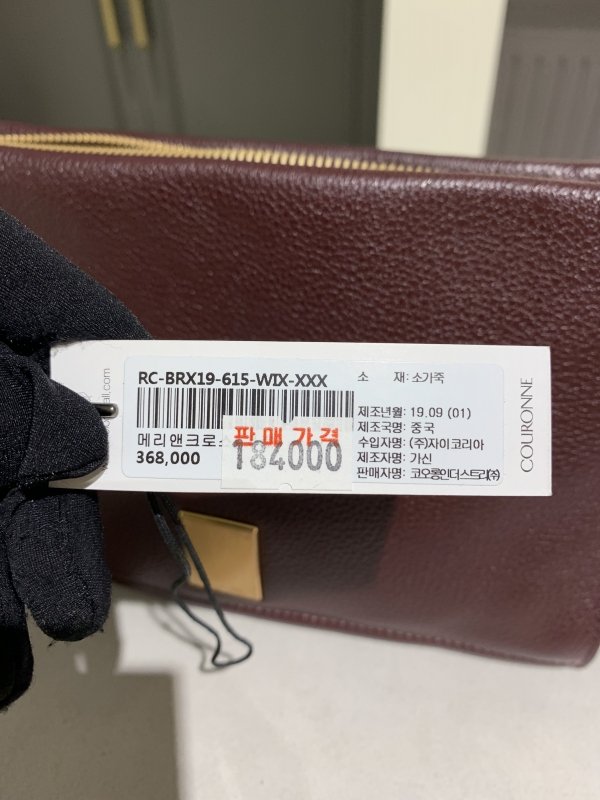 RC-BRX19-615-WIX-XXX
메리앤크로스
368,000
판매가격
184000
소 재: 소가죽
제조년월: 19.09 (01)
제조국명: 중국
수입자명: (주)자이코리아
제조자명: 가신
판매자명: 코오롱인더스트리(주)
COURONNE